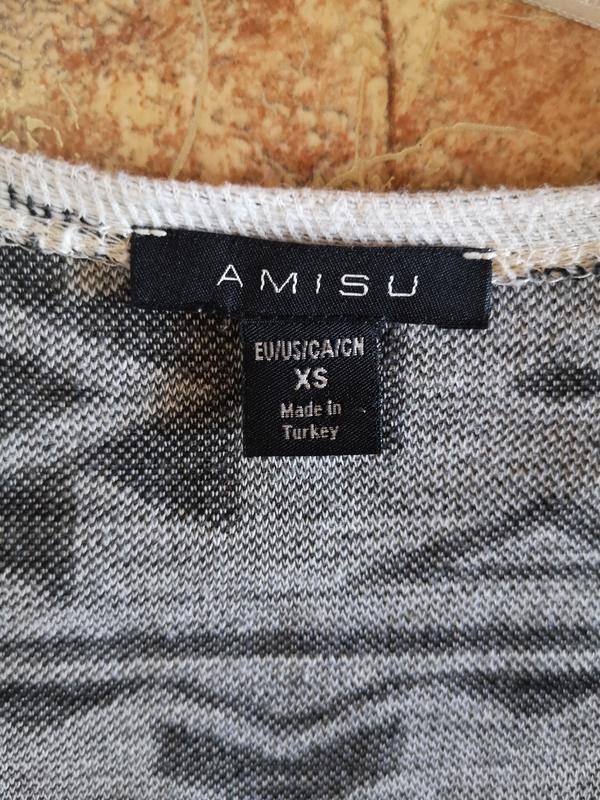 AMISU
EU/US/CA/CN
XS
Made in
Turkey